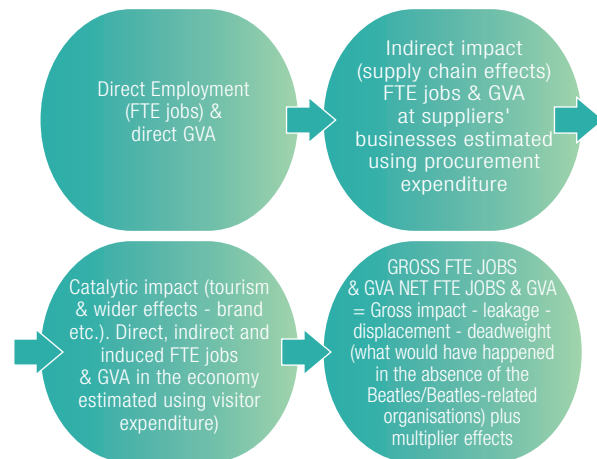 Direct Employment
(FTE jobs) &
direct GVA
Indirect impact
(supply chain effects)
FTE jobs & GVA
at suppliers'
businesses estimated
using procurement
expenditure
Catalytic impact (tourism
& wider effects - brand
etc.). Direct, indirect and
induced FTE jobs
& GVA in the economy
estimated using visitor
expenditure)
GROSS FTE JOBS
& GVA NET FTE JOBS & GVA
= Gross impact - leakage -
displacement - deadweight
(what would have happened
in the absence of the
Beatles/Beatles-related
organisations) plus
multiplier effects